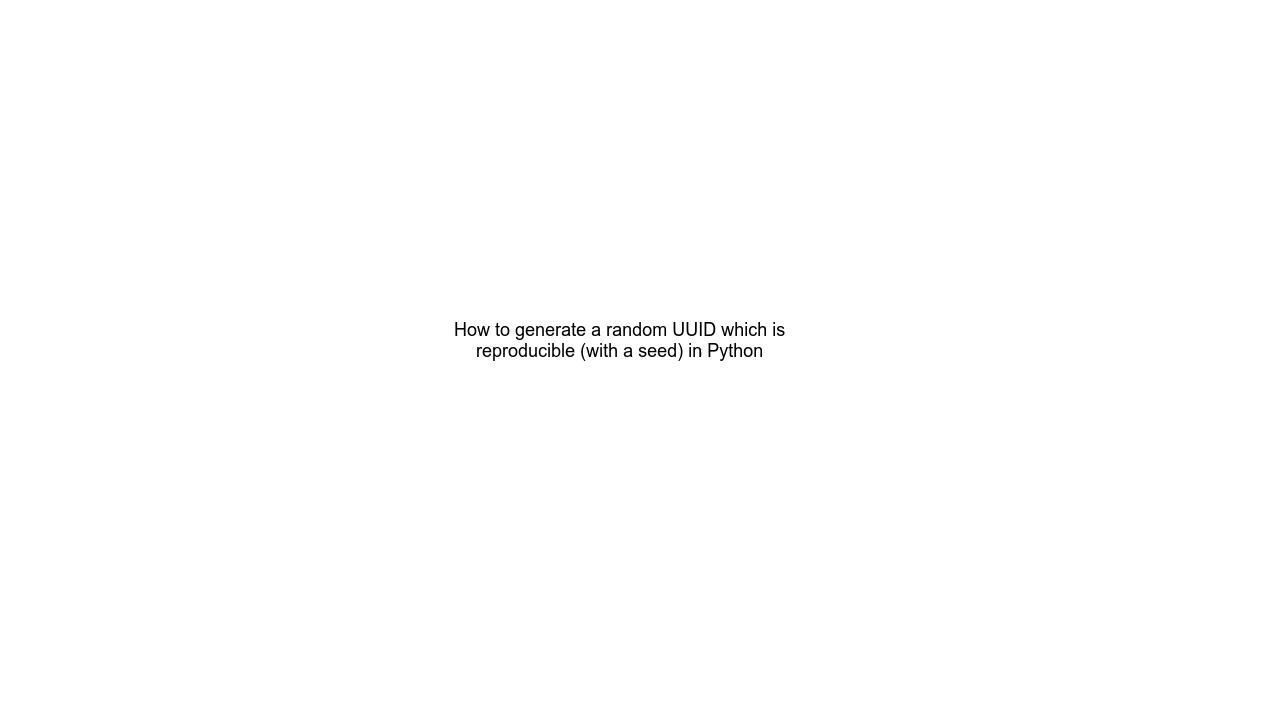 How to generate a random UUID which is
reproducible (with a seed) in Python